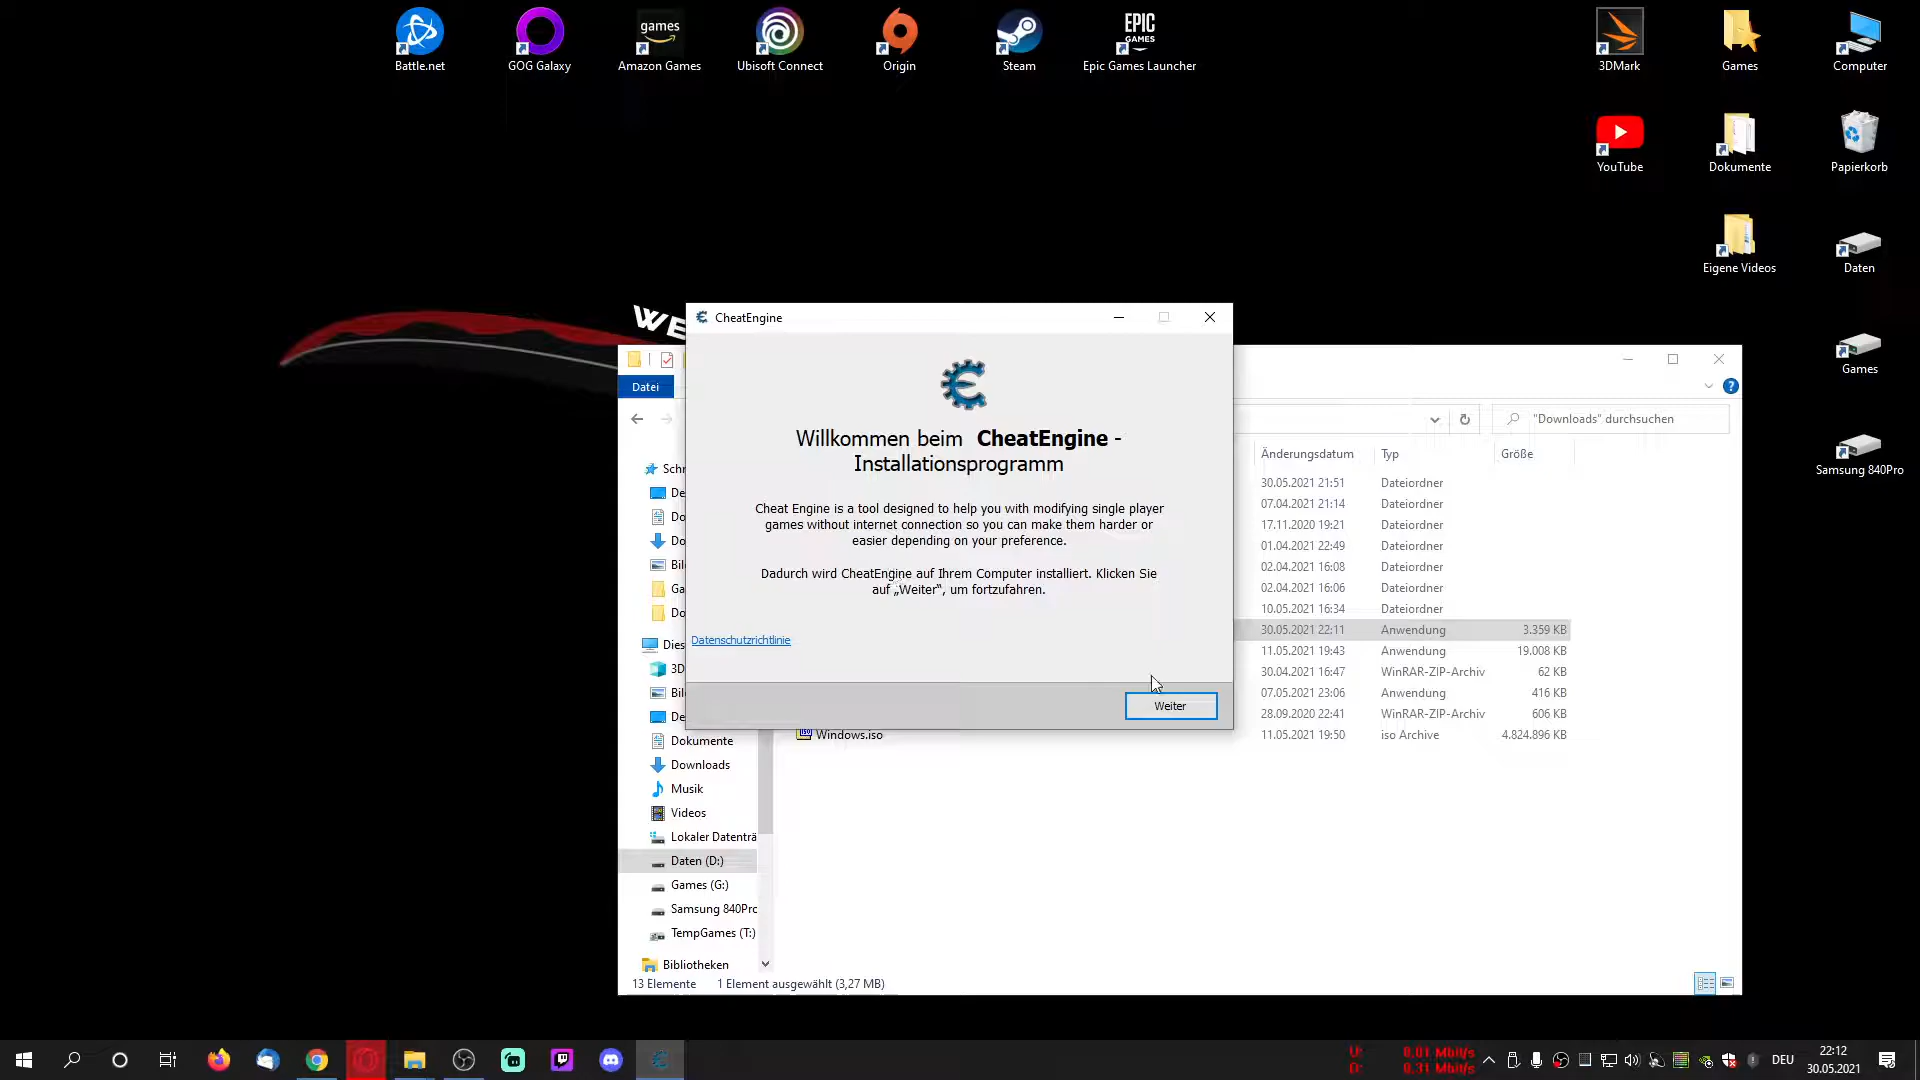 Battle.net
GOG Galaxy
games
Amazon Games
Ubisoft Connect
Origin
Steam
EPIC
GAMES
Epic Games Launcher
3DMark
Games
Computer
YouTube
Dokumente
Papierkorb
Eigene Videos
Daten
Games
Samsung 840Pro
WE
CheatEngine
Willkommen beim CheatEngine -
Installationsprogramm
Cheat Engine is a tool designed to help you with modifying single player
games without internet connection so you can make them harder or
easier depending on your preference.
Dadurch wird CheatEngine auf Ihrem Computer installiert. Klicken Sie
auf „Weiter“, um fortzufahren.
Datenschutzrichtlinie
Weiter
Datei
"Downloads" durchsuchen
Änderungsdatum Typ Größe
30.05.2021 21:51 Dateiordner
07.04.2021 21:14 Dateiordner
17.11.2020 19:21 Dateiordner
01.04.2021 22:49 Dateiordner
02.04.2021 16:08 Dateiordner
02.04.2021 16:06 Dateiordner
10.05.2021 16:34 Dateiordner
30.05.2021 22:11 Anwendung 3.359 KB
11.05.2021 19:43 Anwendung 19.008 KB
30.04.2021 16:47 WinRAR-ZIP-Archiv 62 KB
07.05.2021 23:06 Anwendung 416 KB
28.09.2020 22:41 WinRAR-ZIP-Archiv 606 KB
Windows.iso 11.05.2021 19:50 iso Archive 4.824.896 KB
Schr
De
Do
Do
Bil
Ga
Do
Dies
3D
Bil
De
Dokumente
Downloads
Musik
Videos
Lokaler Datenträ
Daten (D:)
Games (G:)
Samsung 840Pro
TempGames (T:)
Bibliotheken
13 Elemente 1 Element ausgewählt (3,27 MB)
U: 0.01 Mbit/s
D: 0.31 Mbit/s
DEU
22:12
30.05.2021